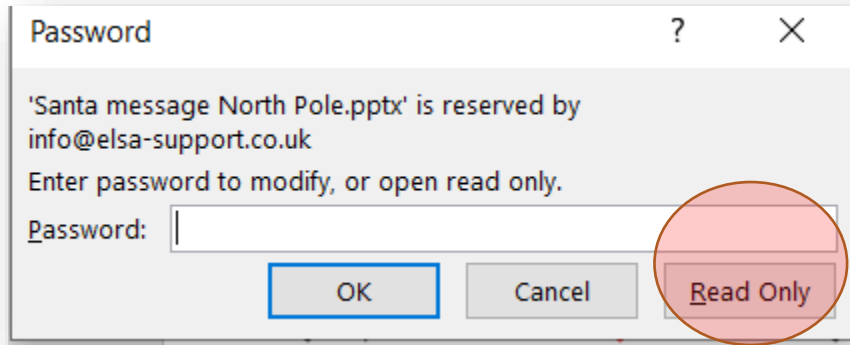 Password ?
'Santa message North Pole.pptx' is reserved by
info@elsa-support.co.uk
Enter password to modify, or open read only.
Password:
OK Cancel Read Only